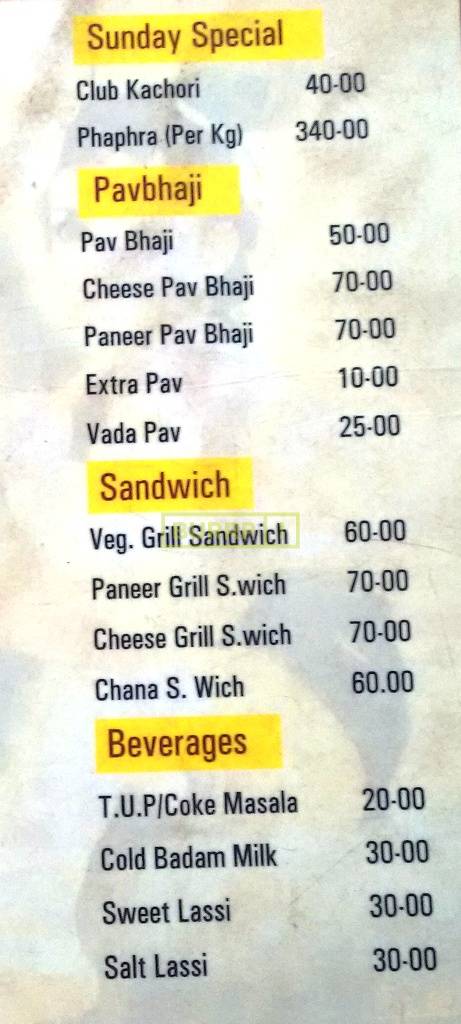 Sunday Special
Club Kachori 40-00
Phaphra (Per Kg) 340-00
Pavbhaji
Pav Bhaji 50-00
Cheese Pav Bhaji 70-00
Paneer Pav Bhaji 70-00
Extra Pav 10-00
Vada Pav 25-00
Sandwich
Veg. Grill Sandwich 60-00
Paneer Grill S.wich 70-00
Cheese Grill S.wich 70-00
Chana S. Wich 60.00
Beverages
T.U.P/Coke Masala 20-00
Cold Badam Milk 30-00
Sweet Lassi 30-00
Salt Lassi 30-00